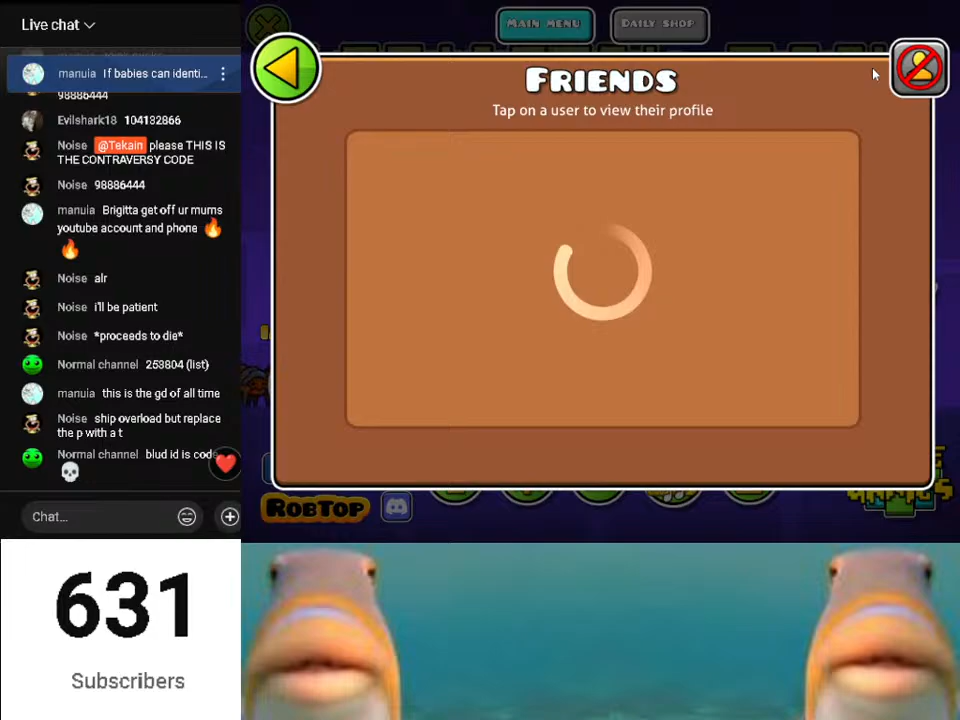 Live chat
manuia If babies can identi...
98886444
Evilshark18 104132866
Noise @Tekain please THIS IS
THE CONTRAVERSY CODE
Noise 98886444
manuia Brigitta get off ur mums
youtube account and phone 🔥
🔥
Noise alr
Noise i'll be patient
Noise *proceeds to die*
Normal channel 253804 (list)
manuia this is the gd of all time
Noise ship overload but replace
the p with a t
Normal channel blud id is code
💀
Chat...
631
Subscribers
MAIN MENU
DAILY SHOP
FRIENDS
Tap on a user to view their profile
ROBTOP